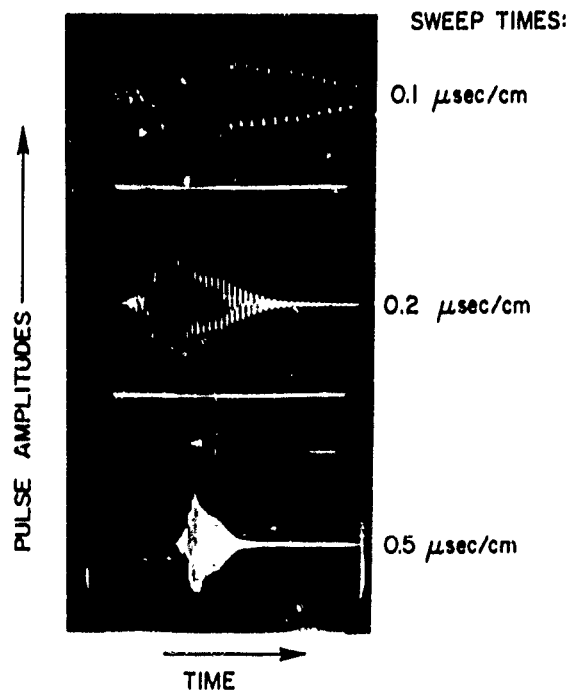 SWEEP TIMES:
0.1 μsec/cm
0.2 μsec/cm
0.5 μsec/cm
PULSE AMPLITUDES
TIME